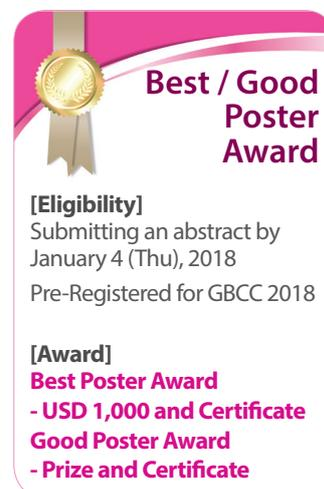 Best / Good
Poster
Award
[Eligibility]
Submitting an abstract by
January 4 (Thu), 2018
Pre-Registered for GBCC 2018
[Award]
Best Poster Award
- USD 1,000 and Certificate
Good Poster Award
- Prize and Certificate